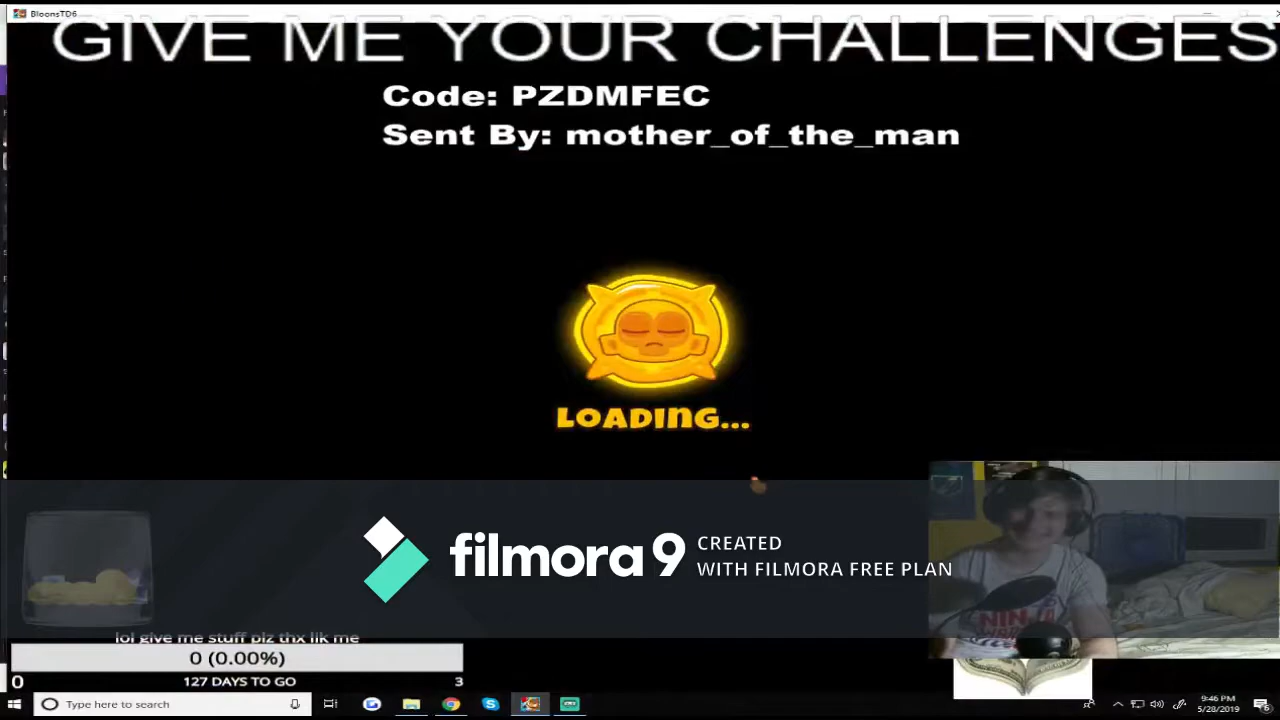 BloonsTD6
GIVE ME YOUR CHALLENGES
Code: PZDMFEC
Sent By: mother_of_the_man
LOADING...
filmora9 CREATED
WITH FILMORA FREE PLAN
NINJA
lol give me stuff plz thx lik me
0 (0.00%)
0 127 DAYS TO GO 3
Type here to search
9:46 PM
5/28/2019